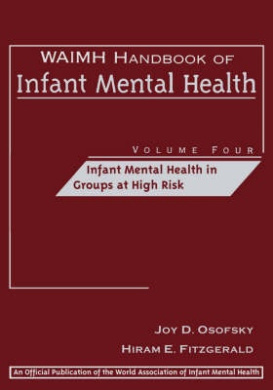 WAIMH HANDBOOK OF
Infant Mental Health
VOLUME FOUR
Infant Mental Health in
Groups at High Risk
JOY D. OSOFSKY
HIRAM E. FITZGERALD
An Official Publication of the World Association of Infant Mental Health